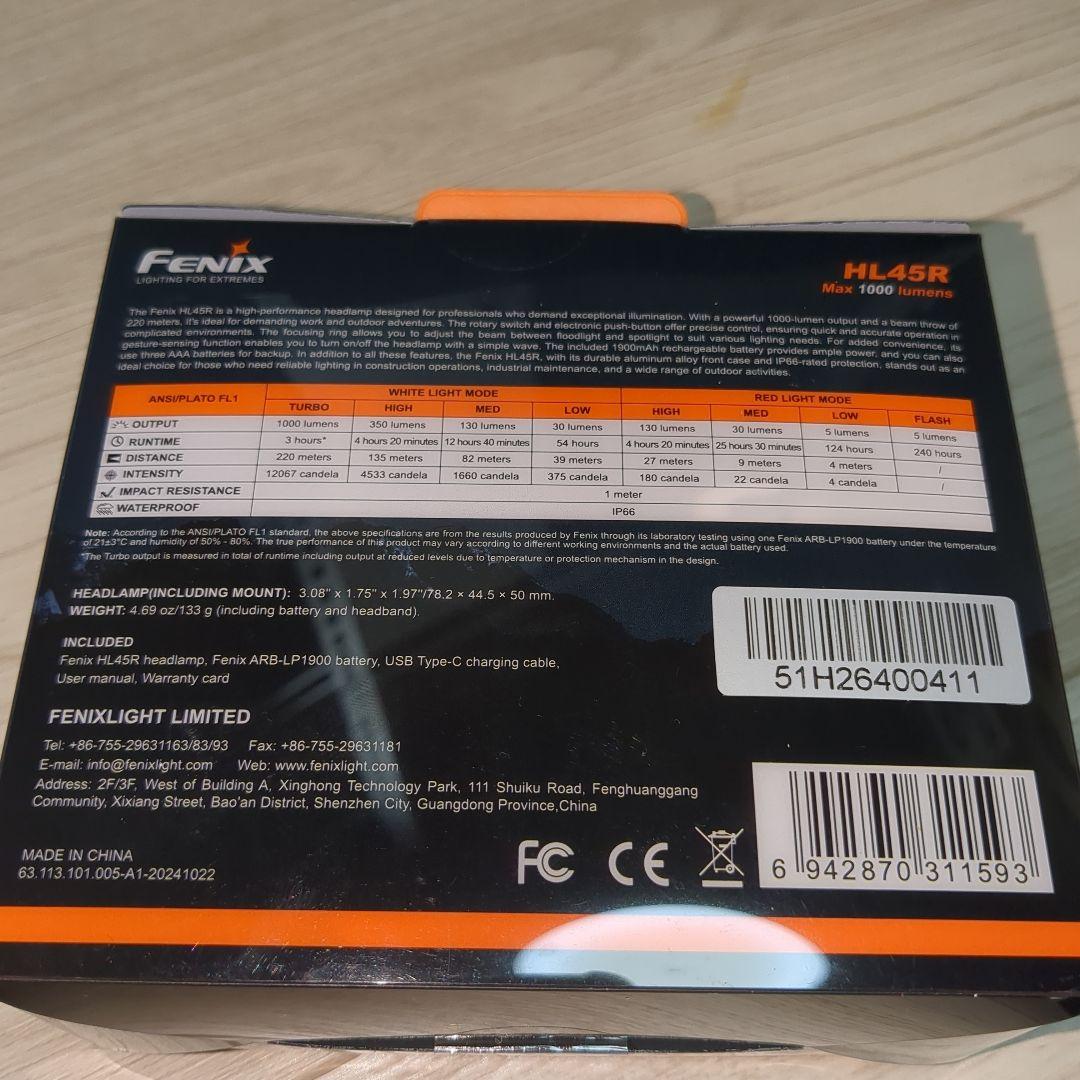 FENIX
LIGHTING FOR EXTREMES
HL45R
Max 1000 lumens
The Fenix HL45R is a high-performance headlamp designed for professionals who demand exceptional illumination. With a powerful 1000-lumen output and a beam throw of
220 meters, it's ideal for demanding work and outdoor adventures. The rotary switch and electronic push-button offer precise control, ensuring quick and accurate operation in
complicated environments. The focusing ring allows you to adjust the beam between floodlight and spotlight to suit various lighting needs. For added convenience, its
gesture-sensing function enables you to turn on/off the headlamp with a simple wave. The included 1900mAh rechargeable battery provides ample power, and you can also
use three AAA batteries for backup. In addition to all these features, the Fenix HL45R, with its durable aluminum alloy front case and IP66-rated protection, stands out as an
ideal choice for those who need reliable lighting in construction operations, industrial maintenance, and a wide range of outdoor activities.
ANSI/PLATO FL1 WHITE LIGHT MODE RED LIGHT MODE
TURBO HIGH MED LOW HIGH MED LOW FLASH
OUTPUT 1000 lumens 350 lumens 130 lumens 30 lumens 130 lumens 30 lumens 5 lumens 5 lumens
RUNTIME 3 hours* 4 hours 20 minutes 12 hours 40 minutes 54 hours 4 hours 20 minutes 25 hours 30 minutes 124 hours 240 hours
DISTANCE 220 meters 135 meters 82 meters 39 meters 27 meters 9 meters 4 meters /
INTENSITY 12067 candela 4533 candela 1660 candela 375 candela 180 candela 22 candela 4 candela /
IMPACT RESISTANCE 1 meter
WATERPROOF IP66
Note: According to the ANSI/PLATO FL1 standard, the above specifications are from the results produced by Fenix through its laboratory testing using one Fenix ARB-LP1900 battery under the temperature
of 21±3°C and humidity of 50% - 80%. The true performance of this product may vary according to different working environments and the actual battery used.
*The Turbo output is measured in total of runtime including output at reduced levels due to temperature or protection mechanism in the design.
HEADLAMP(INCLUDING MOUNT): 3.08" x 1.75" x 1.97"/78.2 × 44.5 × 50 mm.
WEIGHT: 4.69 oz/133 g (including battery and headband).
INCLUDED
Fenix HL45R headlamp, Fenix ARB-LP1900 battery, USB Type-C charging cable,
User manual, Warranty card
51H26400411
FENIXLIGHT LIMITED
Tel: +86-755-29631163/83/93 Fax: +86-755-29631181
E-mail: info@fenixlight.com Web: www.fenixlight.com
Address: 2F/3F, West of Building A, Xinghong Technology Park, 111 Shuiku Road, Fenghuanggang
Community, Xixiang Street, Bao'an District, Shenzhen City, Guangdong Province,China
MADE IN CHINA
63.113.101.005-A1-20241022
FC CE
6 942870 311593